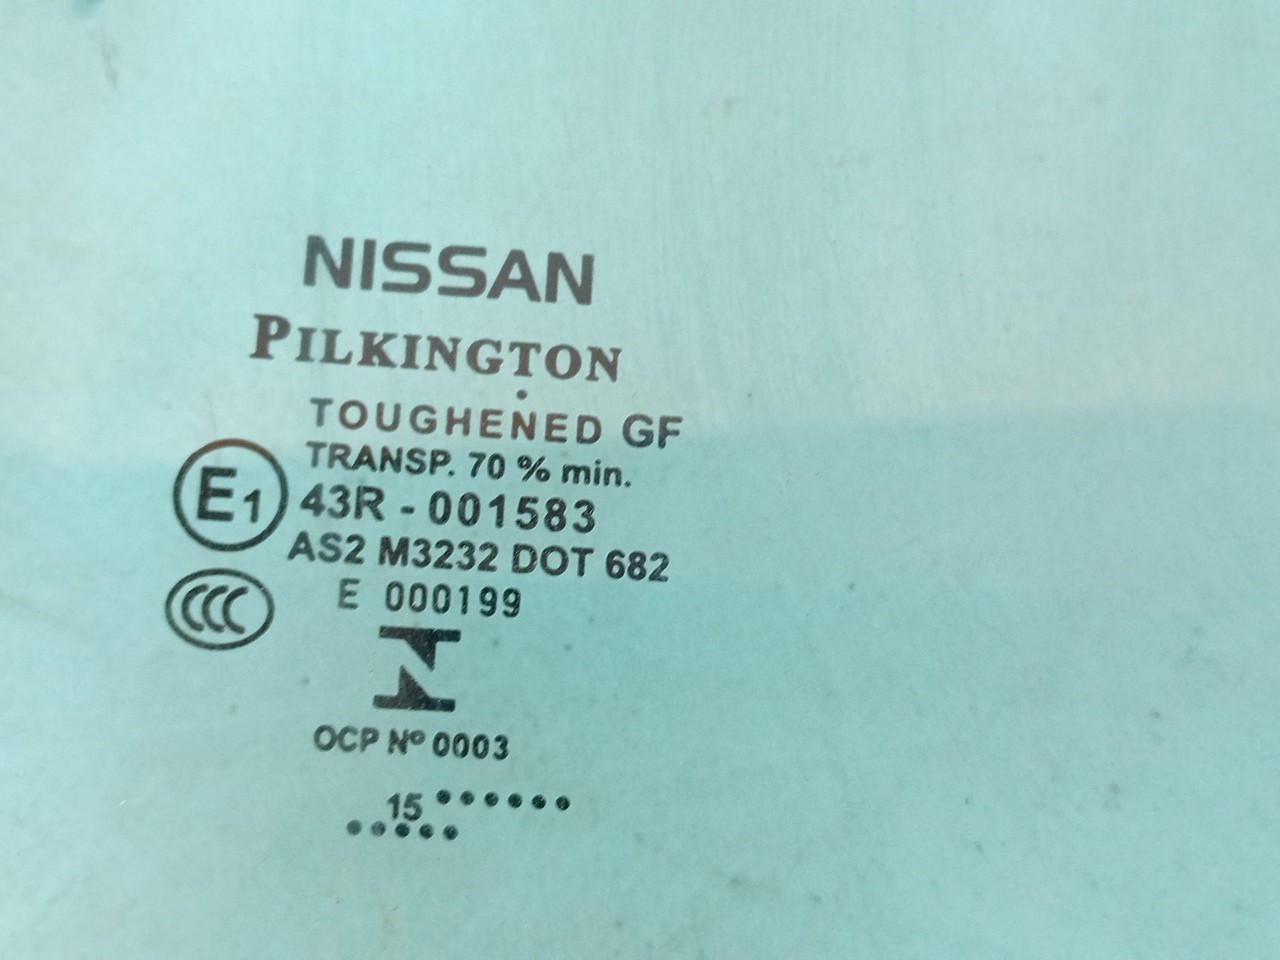 NISSAN
PILKINGTON
TOUGHENED GF
TRANSP. 70 % min.
E1 43R - 001583
AS2 M3232 DOT 682
CCC E 000199
OCP Nº 0003
15 ••••••
•••••